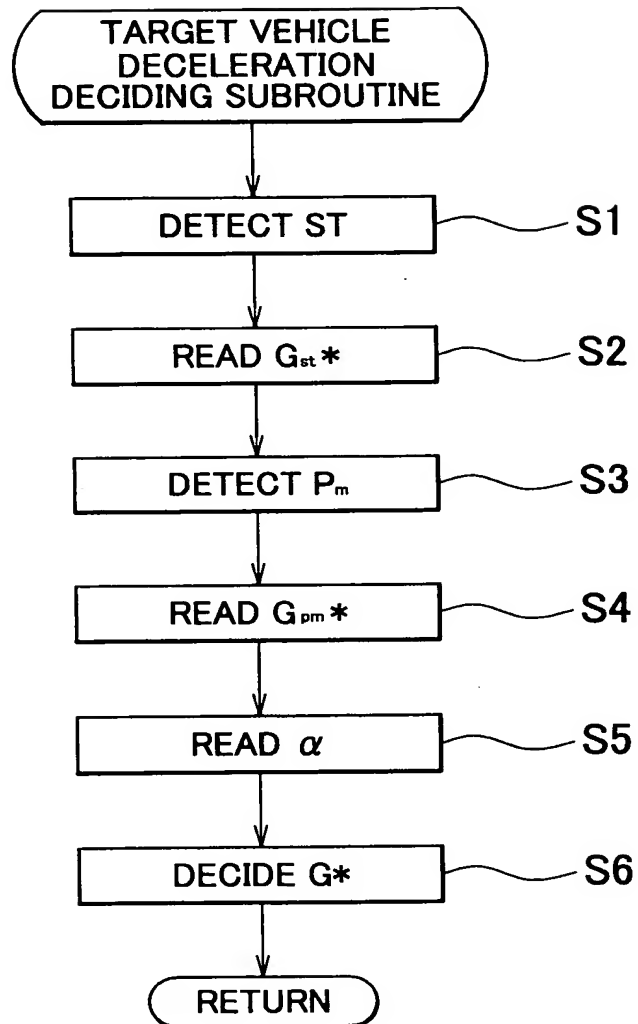 TARGET VEHICLE
DECELERATION
DECIDING SUBROUTINE
DETECT ST
S1
READ Gst*
S2
DETECT Pm
S3
READ Gpm*
S4
READ α
S5
DECIDE G*
S6
RETURN